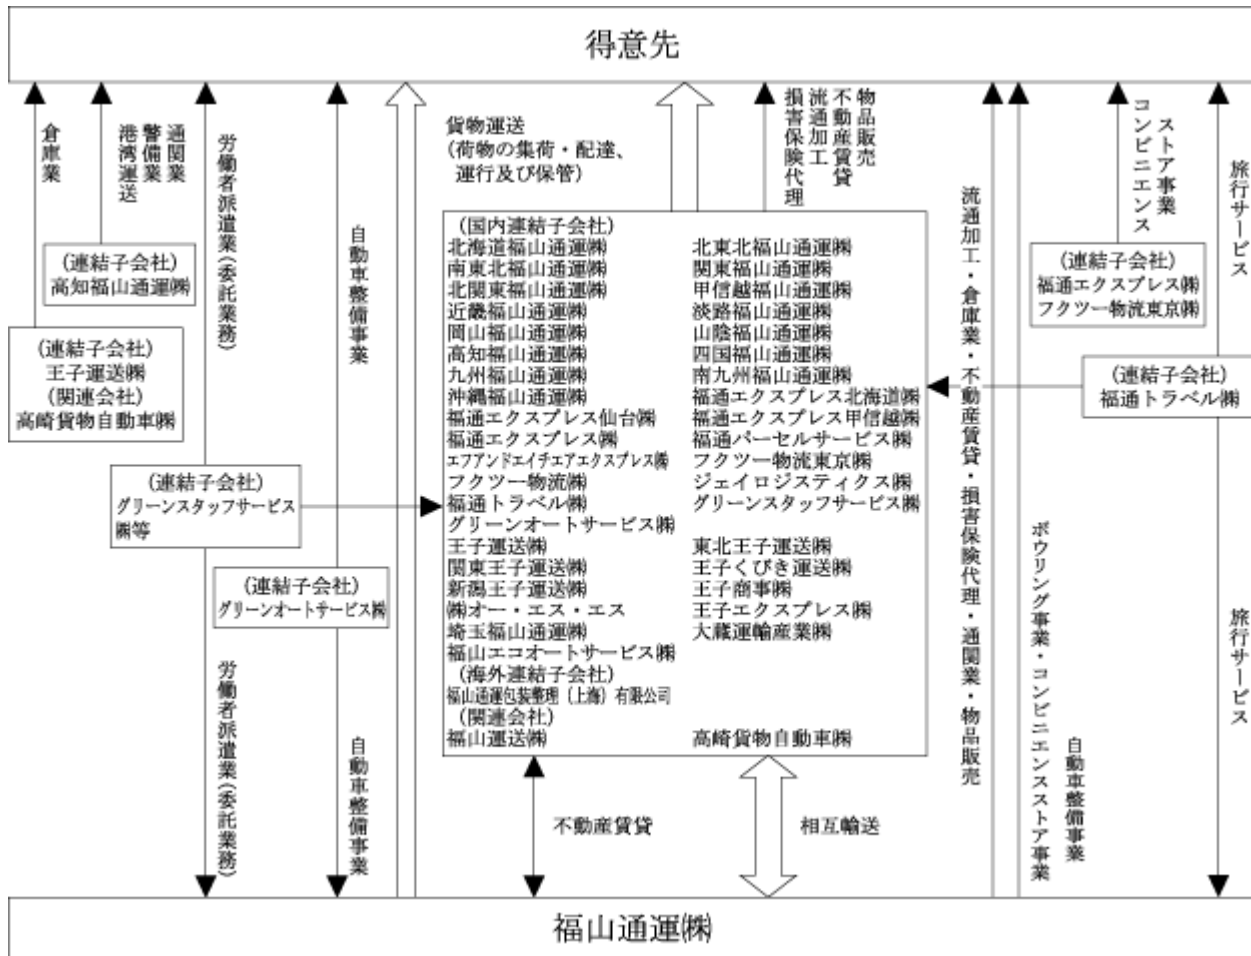 得意先
倉庫業
通関業
警備業
港湾運送
労働者派遣業(委託業務)
自動車整備事業
貨物運送
(荷物の集荷・配達、
運行及び保管)
物品販売
不動産賃貸
流通加工
損害保険代理
流通加工・倉庫業・不動産賃貸・損害保険代理・通関業・物品販売
ボウリング事業・コンビニエンスストア事業
自動車整備事業
コンビニエンス
ストア事業
旅行サービス
(連結子会社)
高知福山通運㈱
(連結子会社)
王子運送㈱
(関連会社)
高崎貨物自動車㈱
(連結子会社)
グリーンスタッフサービス
㈱等
(連結子会社)
グリーンオートサービス㈱
(国内連結子会社)
北海道福山通運㈱ 北東北福山通運㈱
南東北福山通運㈱ 関東福山通運㈱
北関東福山通運㈱ 甲信越福山通運㈱
近畿福山通運㈱ 淡路福山通運㈱
岡山福山通運㈱ 山陰福山通運㈱
高知福山通運㈱ 四国福山通運㈱
九州福山通運㈱ 南九州福山通運㈱
沖縄福山通運㈱ 福通エクスプレス北海道㈱
福通エクスプレス仙台㈱ 福通エクスプレス甲信越㈱
福通エクスプレス㈱ 福通パーセルサービス㈱
エフアンドエイチエアエクスプレス㈱ フクツー物流東京㈱
フクツー物流㈱ ジェイロジスティクス㈱
福通トラベル㈱ グリーンスタッフサービス㈱
グリーンオートサービス㈱
王子運送㈱ 東北王子運送㈱
関東王子運送㈱ 王子くびき運送㈱
新潟王子運送㈱ 王子商事㈱
㈱オー・エス・エス 王子エクスプレス㈱
埼玉福山通運㈱ 大蔵運輸産業㈱
福山エコオートサービス㈱
(海外連結子会社)
福山通運包装整理(上海)有限公司
(関連会社)
福山運送㈱ 高崎貨物自動車㈱
(連結子会社)
福通エクスプレス㈱
フクツー物流東京㈱
(連結子会社)
福通トラベル㈱
労働者派遣業(委託業務)
自動車整備事業
不動産賃貸
相互輸送
旅行サービス
福山通運㈱